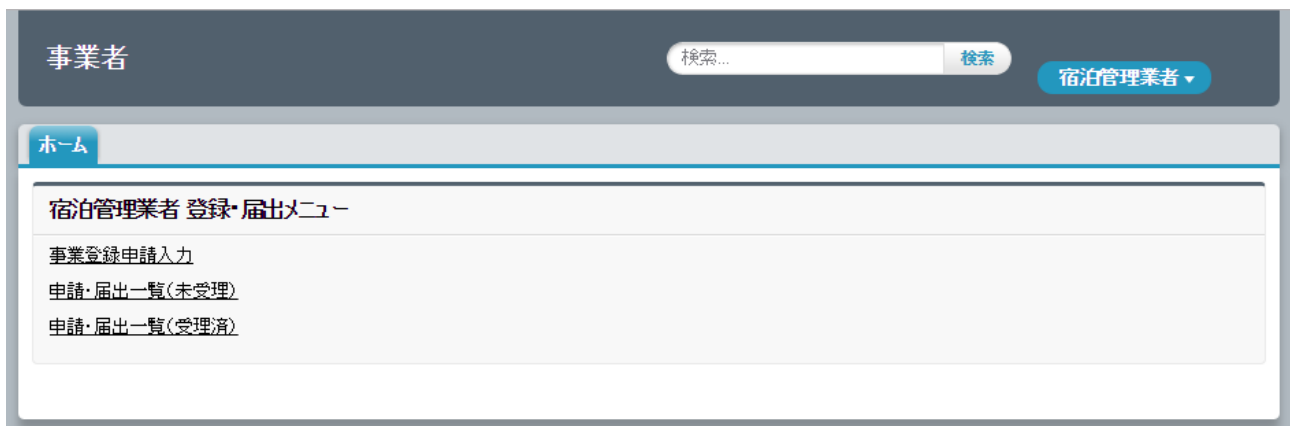 事業者
検索...
検索
宿泊管理業者▼
ホーム
宿泊管理業者 登録・届出メニュー
事業登録申請入力
申請・届出一覧(未受理)
申請・届出一覧(受理済)